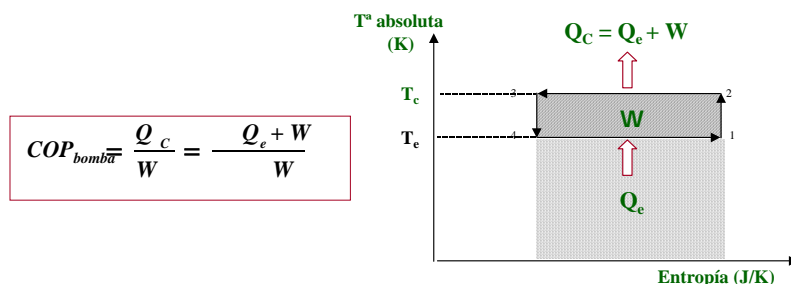 COP_bomba = Q_C / W = Q_e + W / W
Tª absoluta
(K)
Q_C = Q_e + W
T_c
3
2
W
T_e
4
1
Q_e
Entropía (J/K)